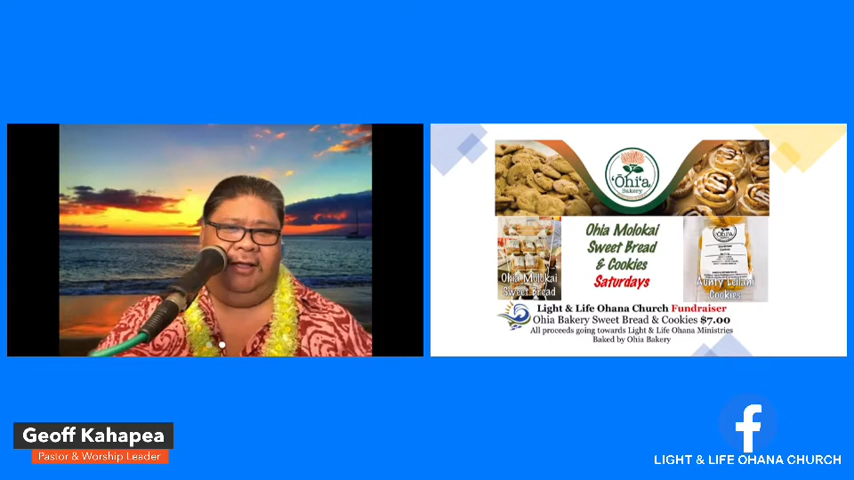 'Ōhi'a
Bakery
Ohia Molokai
Sweet Bread
& Cookies
Saturdays
Ohia Molokai
Sweet Bread
Aunty Leilani
Cookies
Light & Life Ohana Church Fundraiser
Ohia Bakery Sweet Bread & Cookies $7.00
All proceeds going towards Light & Life Ohana Ministries
Baked by Ohia Bakery
Geoff Kahapea
Pastor & Worship Leader
LIGHT & LIFE OHANA CHURCH